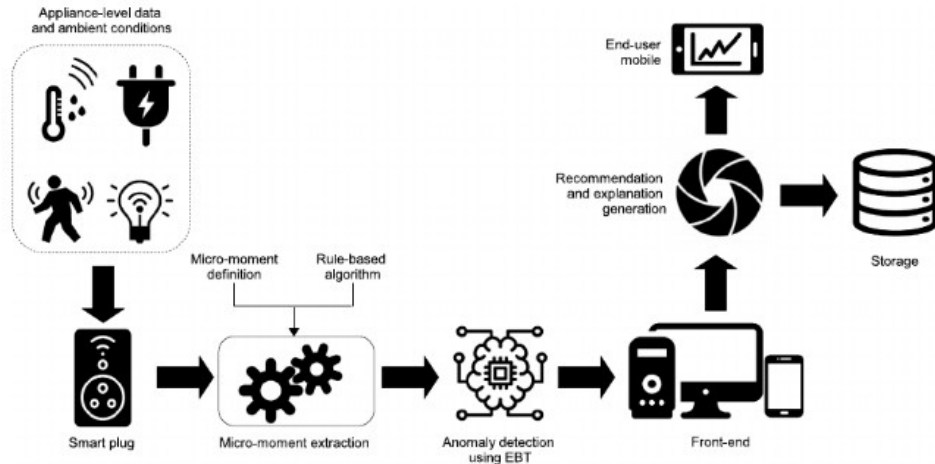 Appliance-level data
and ambient conditions
End-user
mobile
Recommendation
and explanation
generation
Storage
Micro-moment
definition
Rule-based
algorithm
Smart plug
Micro-moment extraction
Anomaly detection
using EBT
Front-end